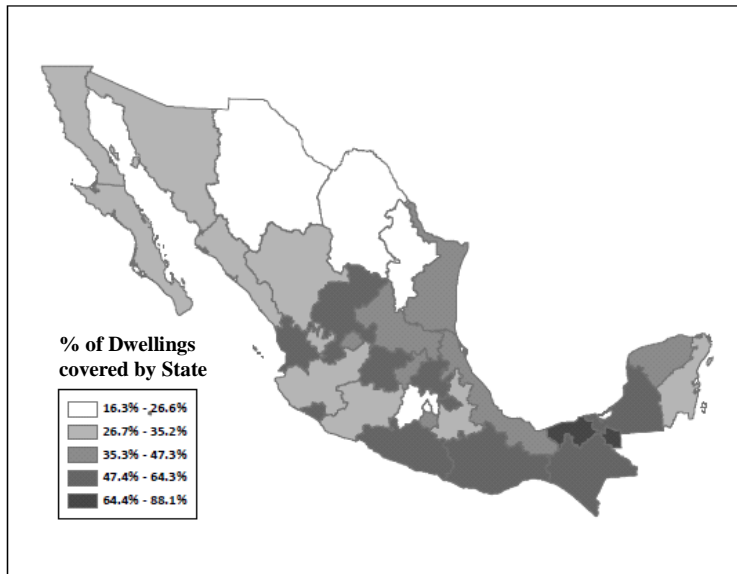 % of Dwellings
covered by State
16.3% - 26.6%
26.7% - 35.2%
35.3% - 47.3%
47.4% - 64.3%
64.4% - 88.1%